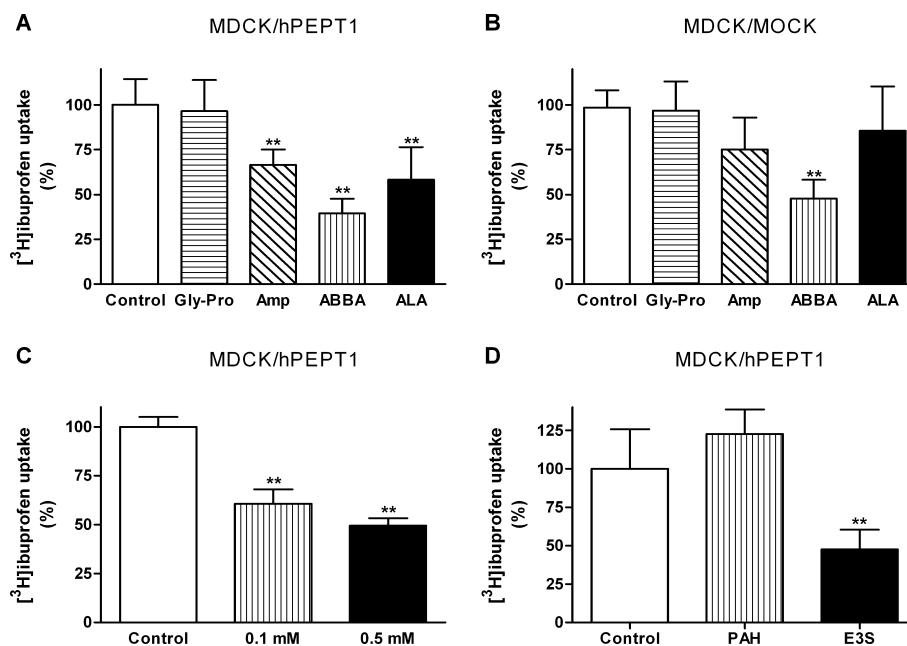 A
MDCK/hPEPT1
[³H]ibuprofen uptake
(%)
100
75
50
25
0
**
**
**
Control Gly-Pro Amp ABBA ALA
B
MDCK/MOCK
[³H]ibuprofen uptake
(%)
100
75
50
25
0
**
Control Gly-Pro Amp ABBA ALA
C
MDCK/hPEPT1
[³H]ibuprofen uptake
(%)
100
75
50
25
0
**
**
Control 0.1 mM 0.5 mM
D
MDCK/hPEPT1
[³H]ibuprofen uptake
(%)
125
100
75
50
25
0
**
Control PAH E3S